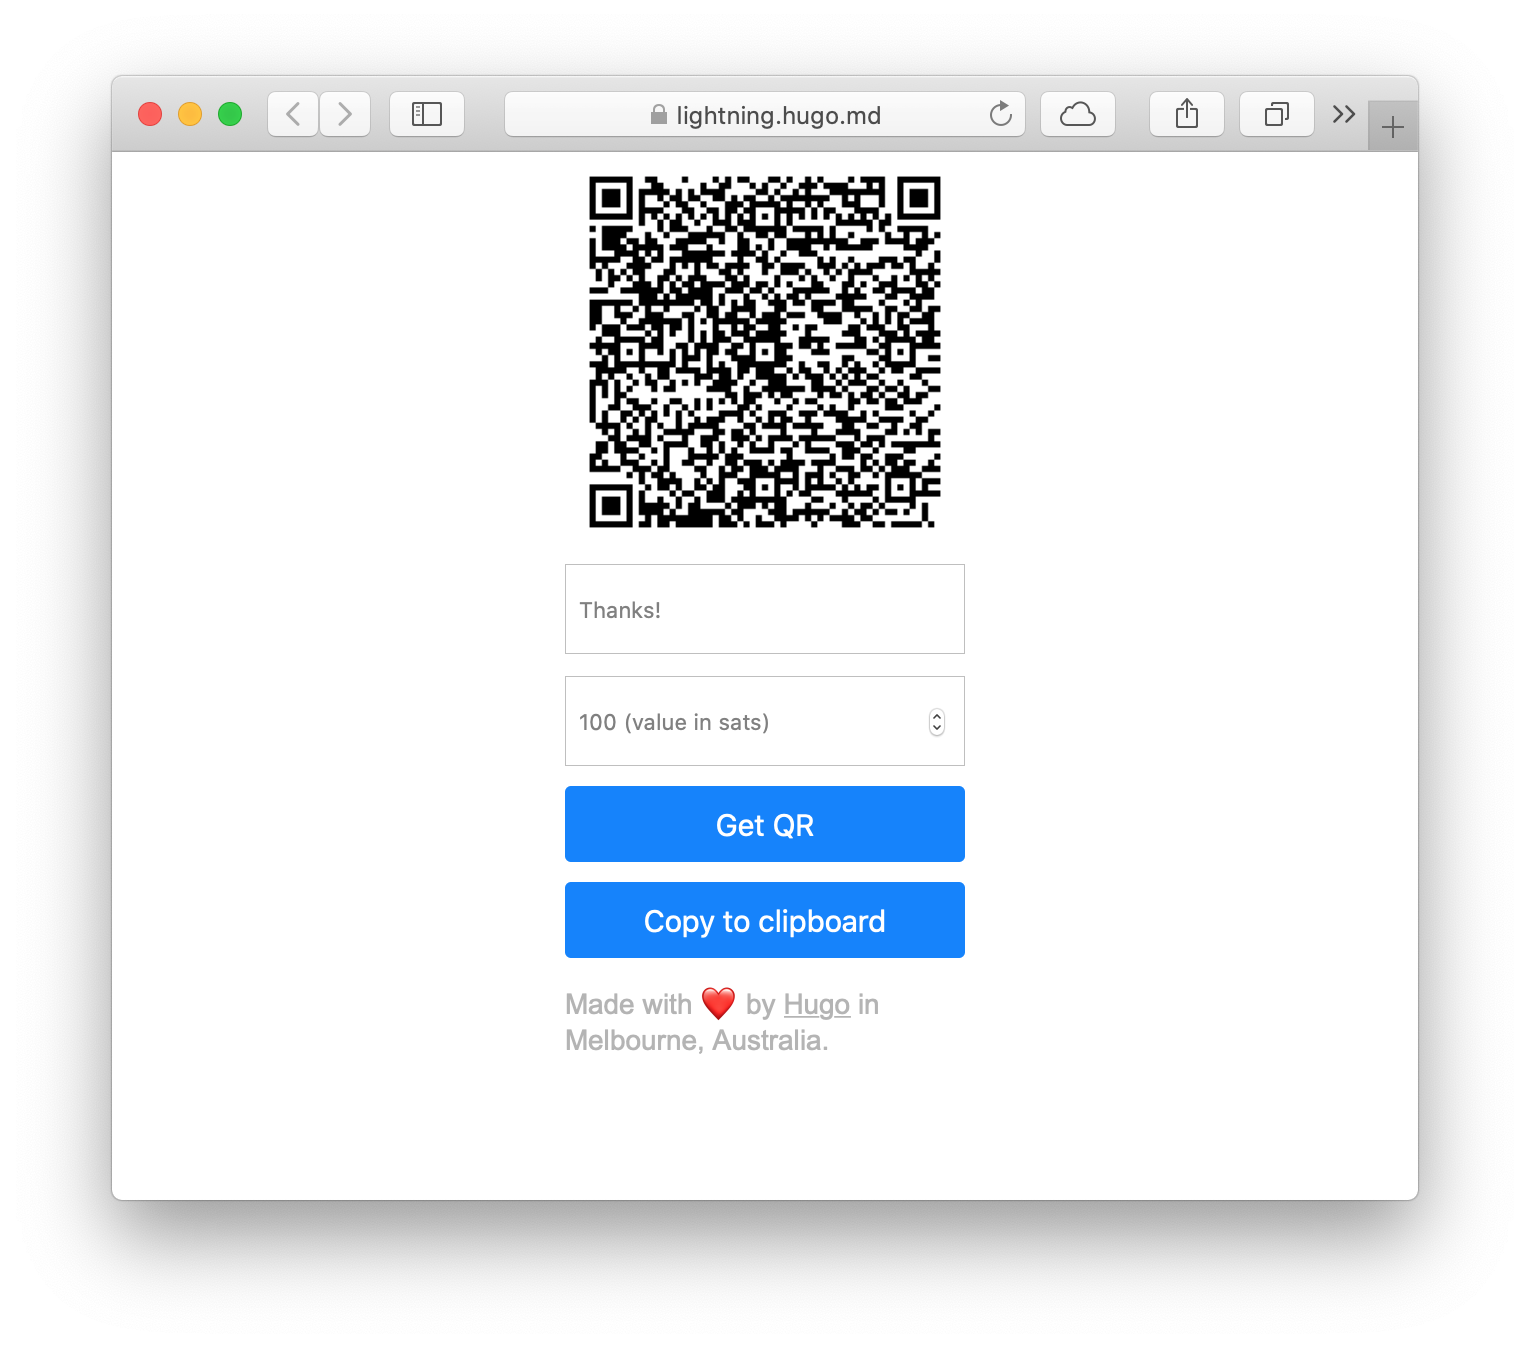 lightning.hugo.md
Thanks!
100 (value in sats)
Get QR
Copy to clipboard
Made with ❤️ by Hugo in
Melbourne, Australia.